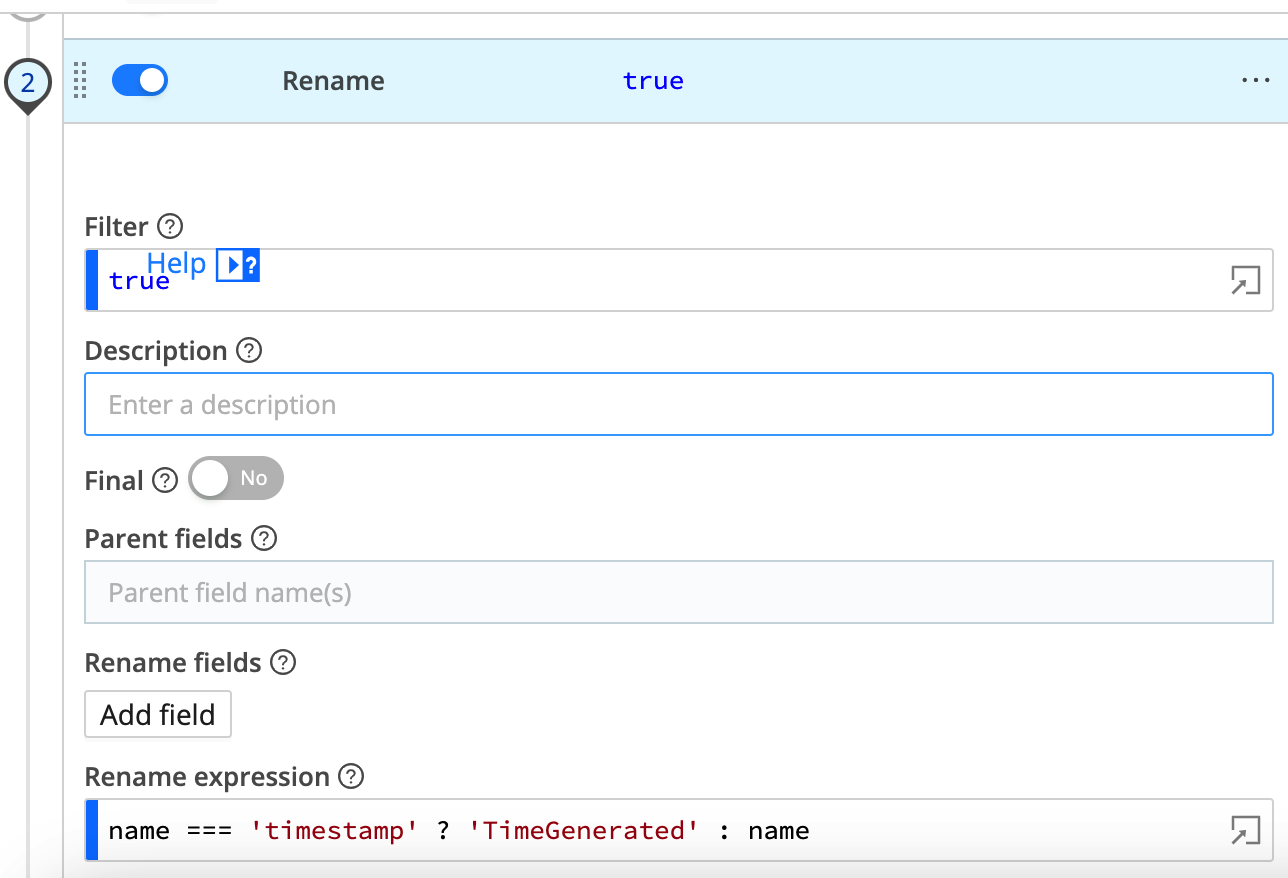 2 Rename true ...
Filter ?
Help ?
true
Description ?
Enter a description
Final ? No
Parent fields ?
Parent field name(s)
Rename fields ?
Add field
Rename expression ?
name === 'timestamp' ? 'TimeGenerated' : name